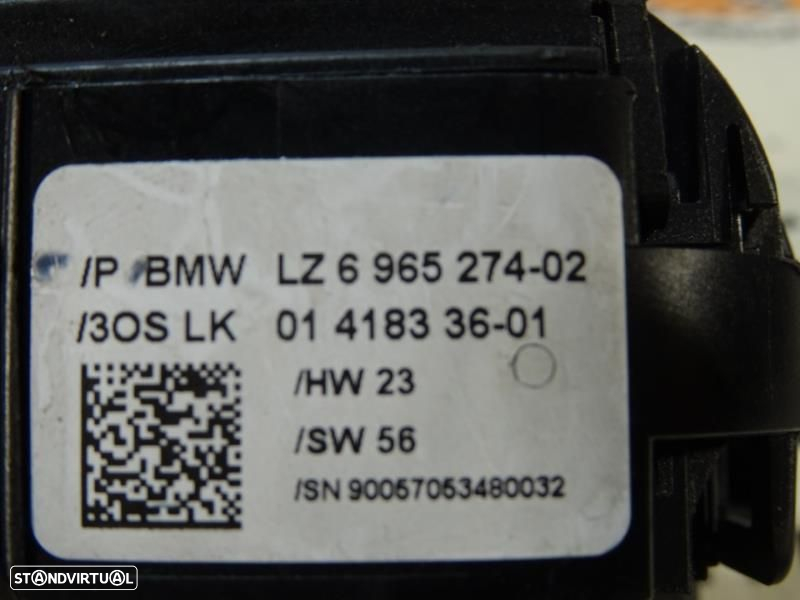 /P /BMW LZ 6 965 274-02
/3OS LK 01 4183 36-01
/HW 23
/SW 56
/SN 90057053480032
STANDVIRTUAL